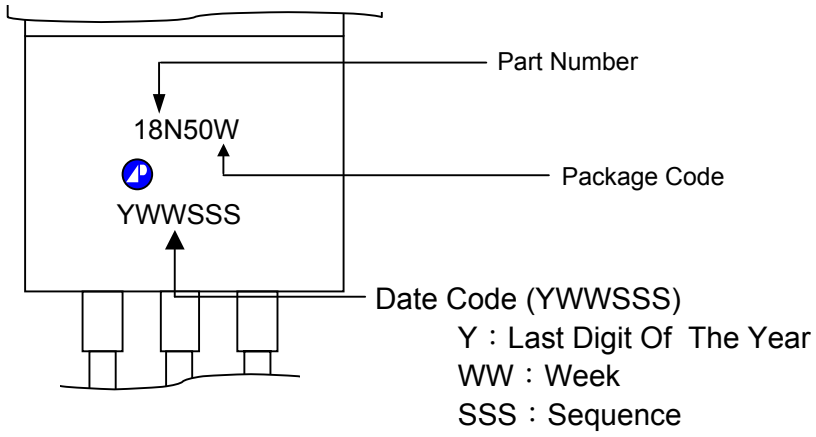 Part Number
18N50W
Package Code
YWWSSS
Date Code (YWWSSS)
Y：Last Digit Of The Year
WW：Week
SSS：Sequence